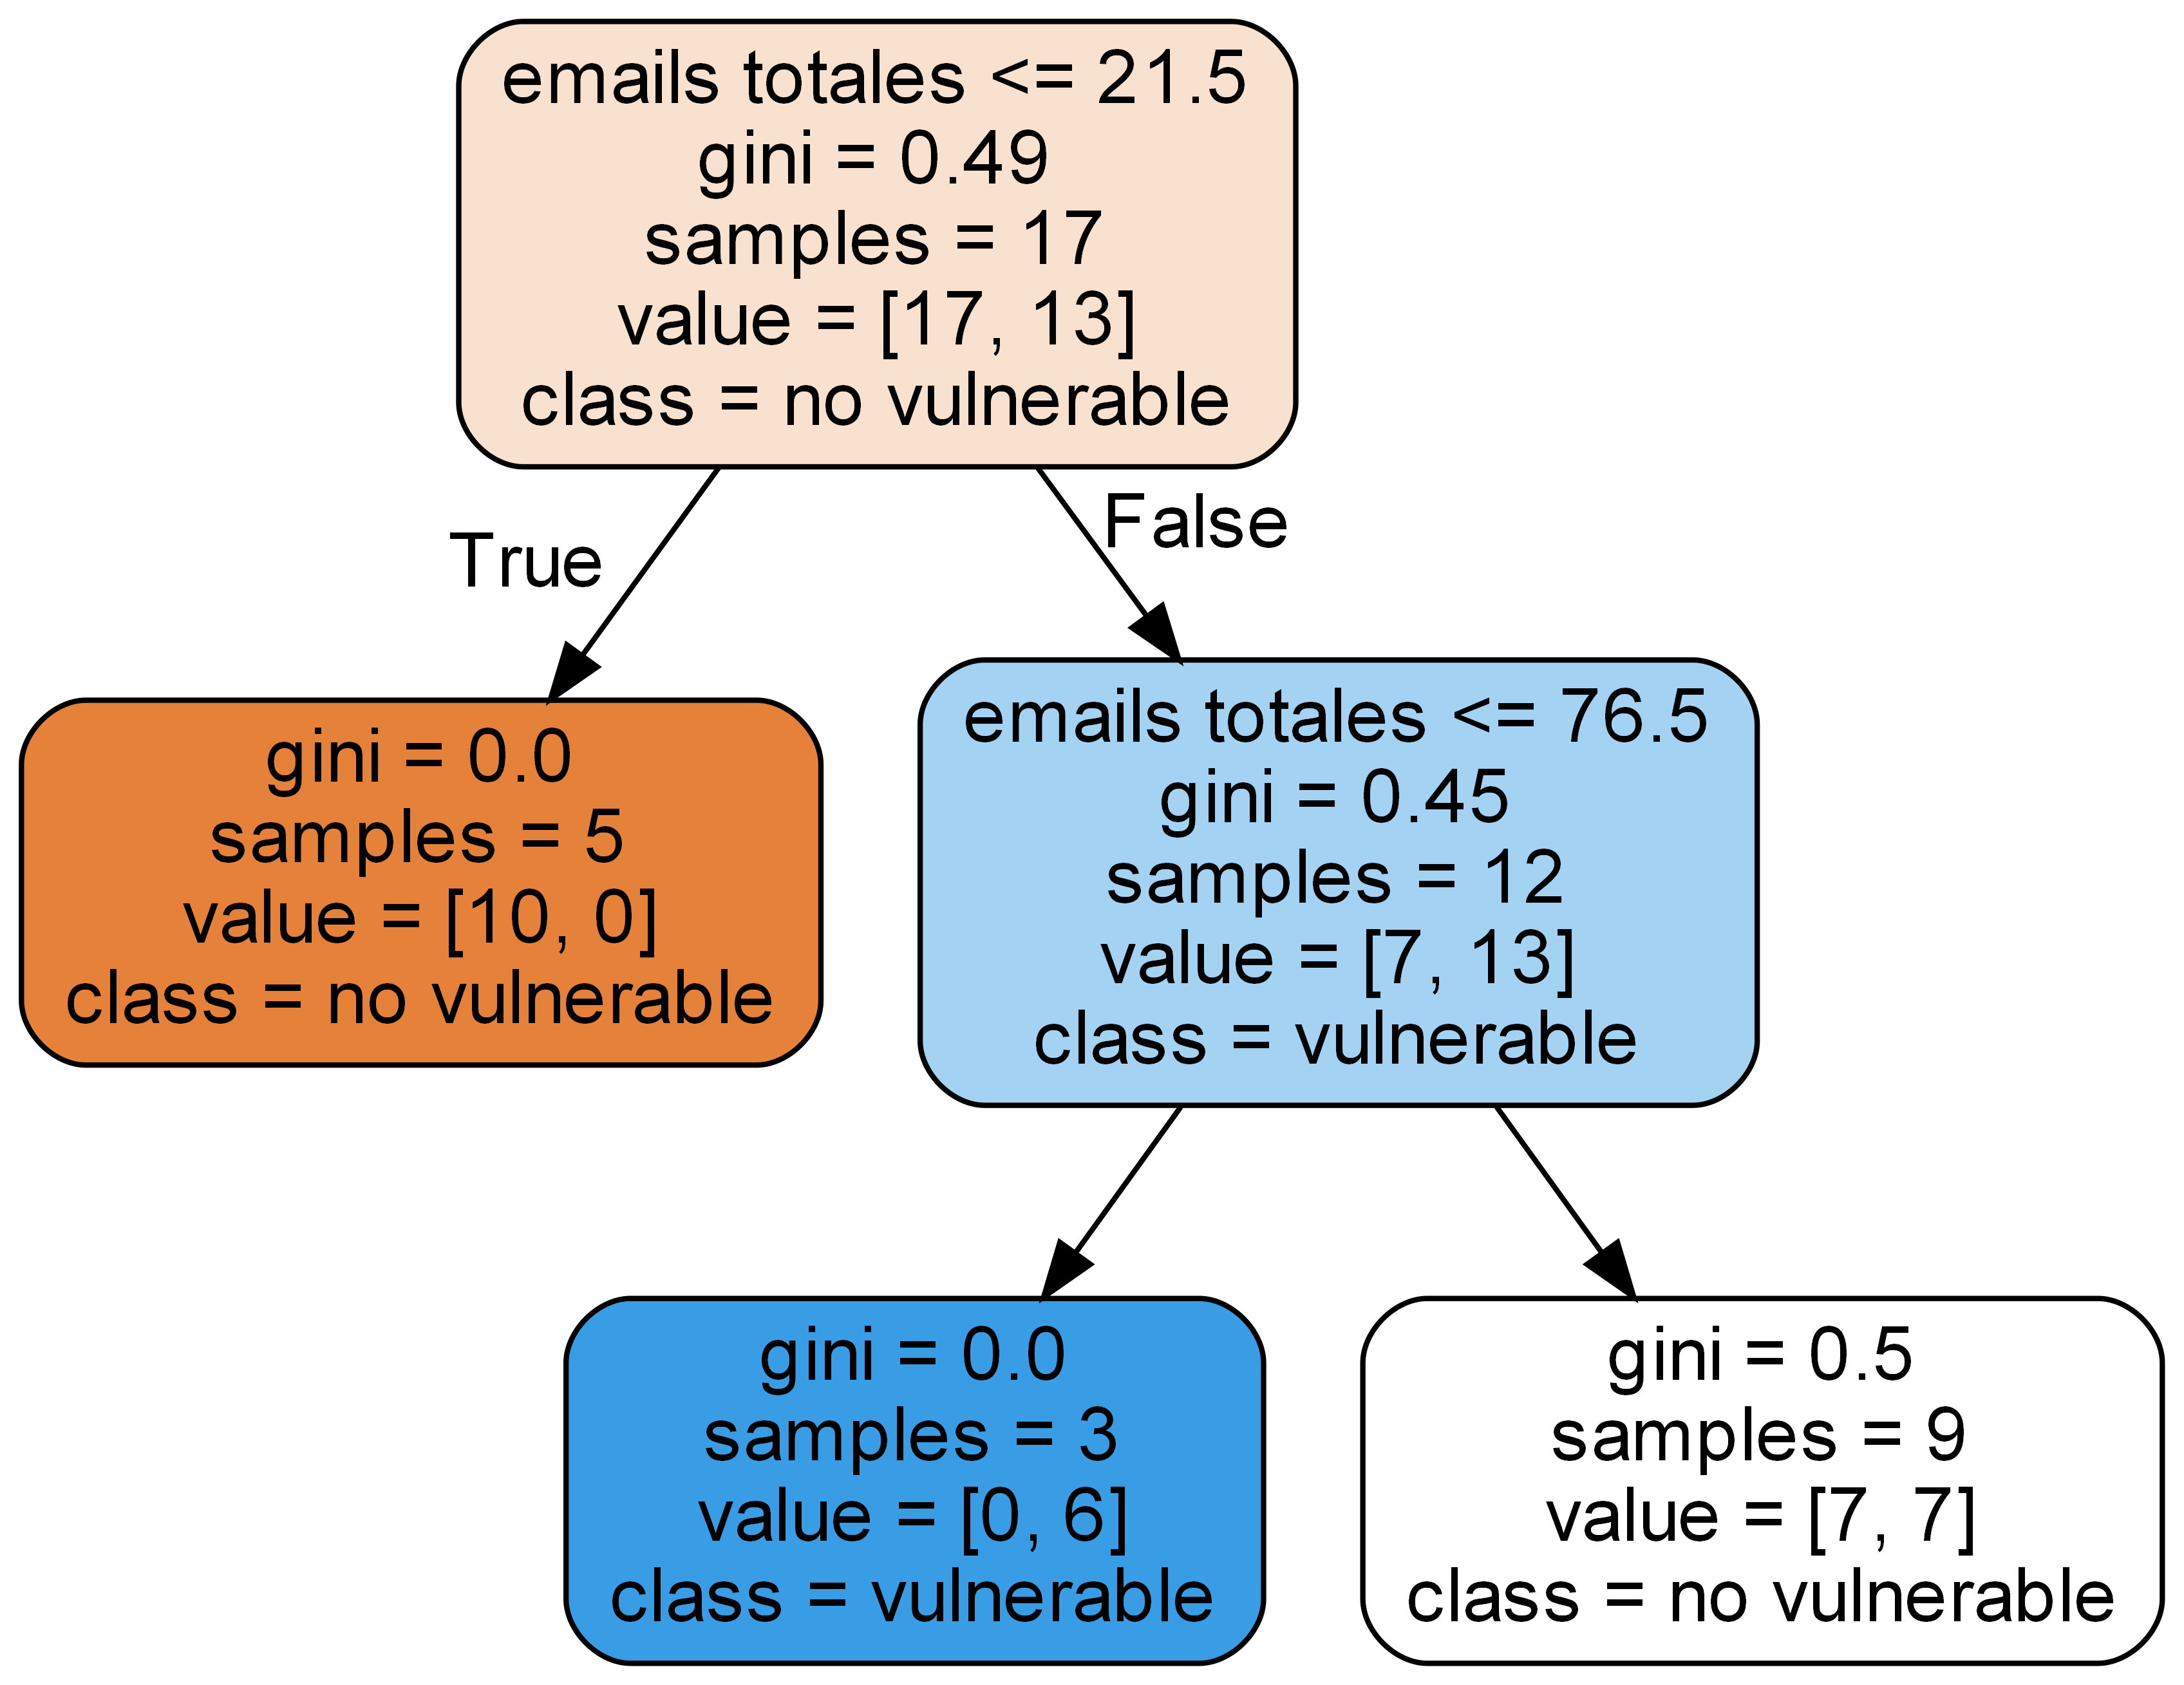 emails totales <= 21.5
gini = 0.49
samples = 17
value = [17, 13]
class = no vulnerable
True
False
gini = 0.0
samples = 5
value = [10, 0]
class = no vulnerable
emails totales <= 76.5
gini = 0.45
samples = 12
value = [7, 13]
class = vulnerable
gini = 0.0
samples = 3
value = [0, 6]
class = vulnerable
gini = 0.5
samples = 9
value = [7, 7]
class = no vulnerable